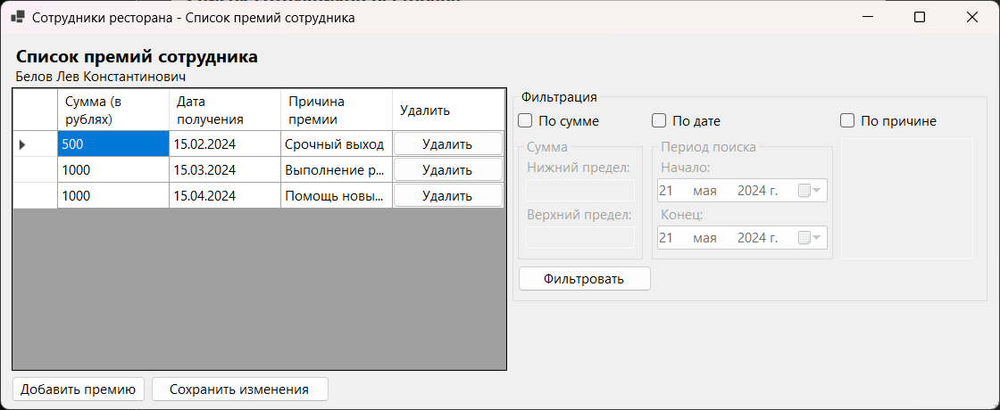 Сотрудники ресторана - Список премий сотрудника
Список премий сотрудника
Белов Лев Константинович
Сумма (в рублях) Дата получения Причина премии Удалить
500 15.02.2024 Срочный выход Удалить
1000 15.03.2024 Выполнение р... Удалить
1000 15.04.2024 Помощь новы... Удалить
Добавить премию Сохранить изменения
Фильтрация
По сумме По дате По причине
Сумма Период поиска
Нижний предел: Начало:
21 мая 2024 г.
Верхний предел: Конец:
21 мая 2024 г.
Фильтровать